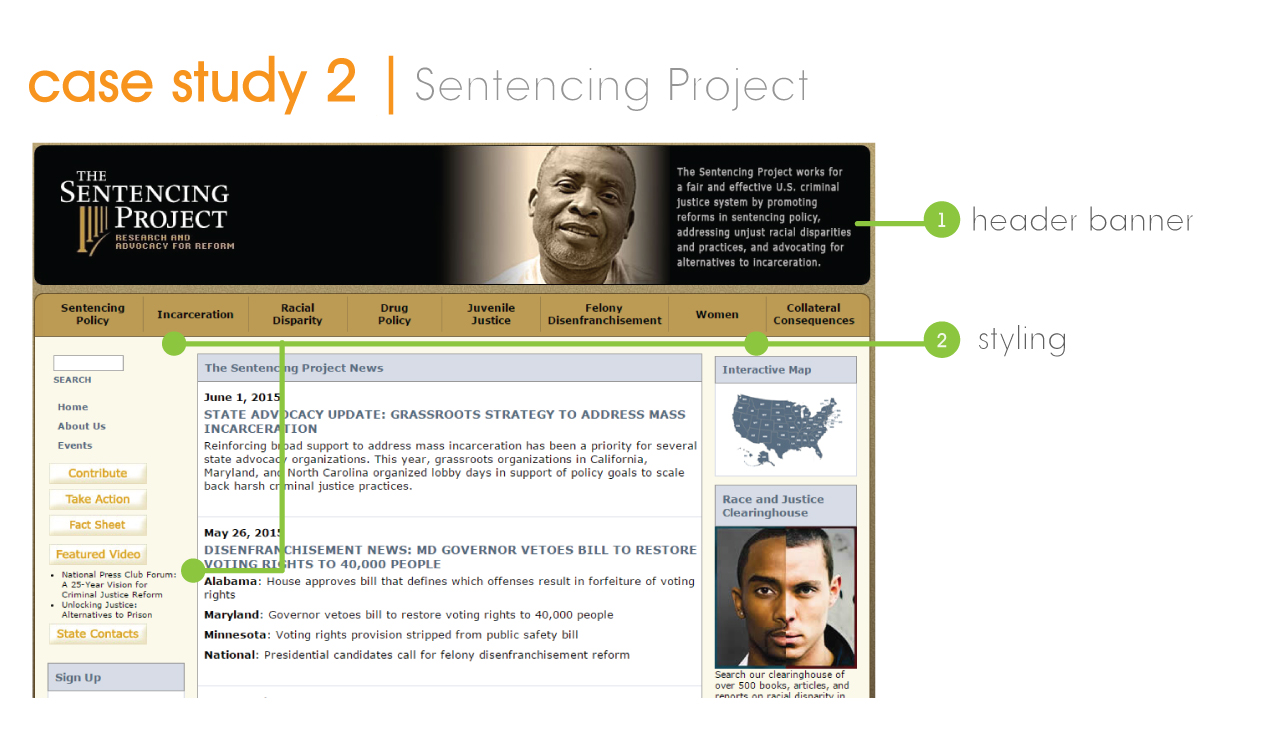 case study 2 | Sentencing Project
THE
SENTENCING
PROJECT
RESEARCH AND
ADVOCACY FOR REFORM
The Sentencing Project works for
a fair and effective U.S. criminal
justice system by promoting
reforms in sentencing policy,
addressing unjust racial disparities
and practices, and advocating for
alternatives to incarceration.
1 header banner
Sentencing
Policy
Incarceration
Racial
Disparity
Drug
Policy
Juvenile
Justice
Felony
Disenfranchisement
Women
Collateral
Consequences
2 styling
SEARCH
Home
About Us
Events
Contribute
Take Action
Fact Sheet
Featured Video
• National Press Club Forum:
A 25-Year Vision for
Criminal Justice Reform
• Unlocking Justice:
Alternatives to Prison
State Contacts
Sign Up
The Sentencing Project News
June 1, 2015
STATE ADVOCACY UPDATE: GRASSROOTS STRATEGY TO ADDRESS MASS
INCARCERATION
Reinforcing broad support to address mass incarceration has been a priority for several
state advocacy organizations. This year, grassroots organizations in California,
Maryland, and North Carolina organized lobby days in support of policy goals to scale
back harsh criminal justice practices.
May 26, 2015
DISENFRANCHISEMENT NEWS: MD GOVERNOR VETOES BILL TO RESTORE
VOTING RIGHTS TO 40,000 PEOPLE
Alabama: House approves bill that defines which offenses result in forfeiture of voting
rights
Maryland: Governor vetoes bill to restore voting rights to 40,000 people
Minnesota: Voting rights provision stripped from public safety bill
National: Presidential candidates call for felony disenfranchisement reform
Interactive Map
Race and Justice
Clearinghouse
Search our clearinghouse of
over 500 books, articles, and
reports on racial disparity in